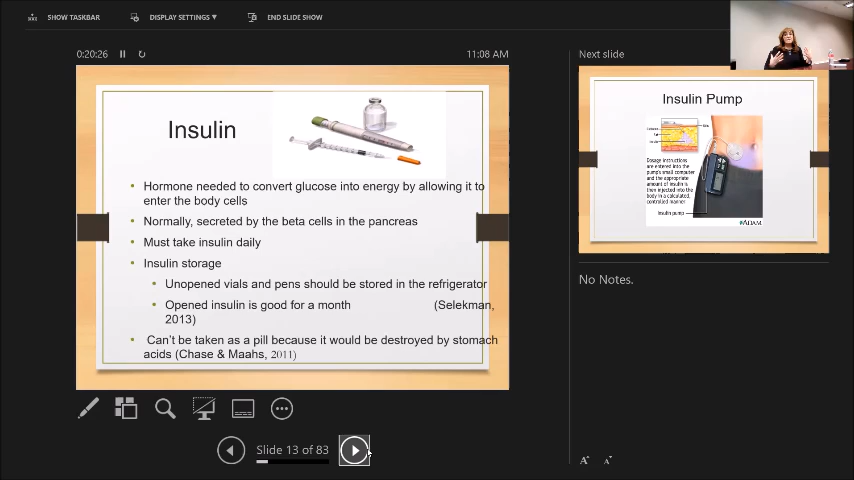 SHOW TASKBAR
DISPLAY SETTINGS ▼
END SLIDE SHOW
0:20:26
11:08 AM
Next slide
Insulin
• Hormone needed to convert glucose into energy by allowing it to
enter the body cells
• Normally, secreted by the beta cells in the pancreas
• Must take insulin daily
• Insulin storage
• Unopened vials and pens should be stored in the refrigerator
• Opened insulin is good for a month (Selekman,
2013)
• Can't be taken as a pill because it would be destroyed by stomach
acids (Chase & Maahs, 2011)
Slide 13 of 83
Insulin Pump
Dosage instructions
are entered into the
pump's small computer
and the appropriate
amount of insulin is
then injected into the
body in a calculated,
controlled manner
Insulin pump
ADAM
No Notes.
A A